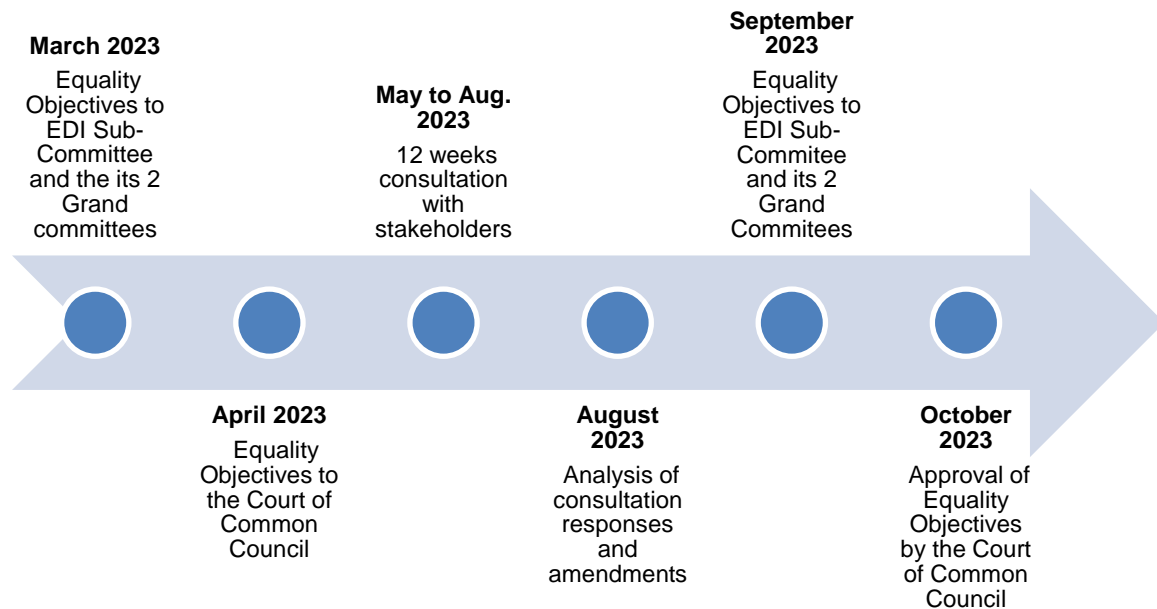 March 2023
Equality
Objectives to
EDI Sub-
Committee
and the its 2
Grand
committees
April 2023
Equality
Objectives to
the Court of
Common
Council
May to Aug.
2023
12 weeks
consultation
with
stakeholders
August
2023
Analysis of
consultation
responses
and
amendments
September
2023
Equality
Objectives to
EDI Sub-
Commitee
and its 2
Grand
Commitees
October
2023
Approval of
Equality
Objectives
by the Court
of Common
Council